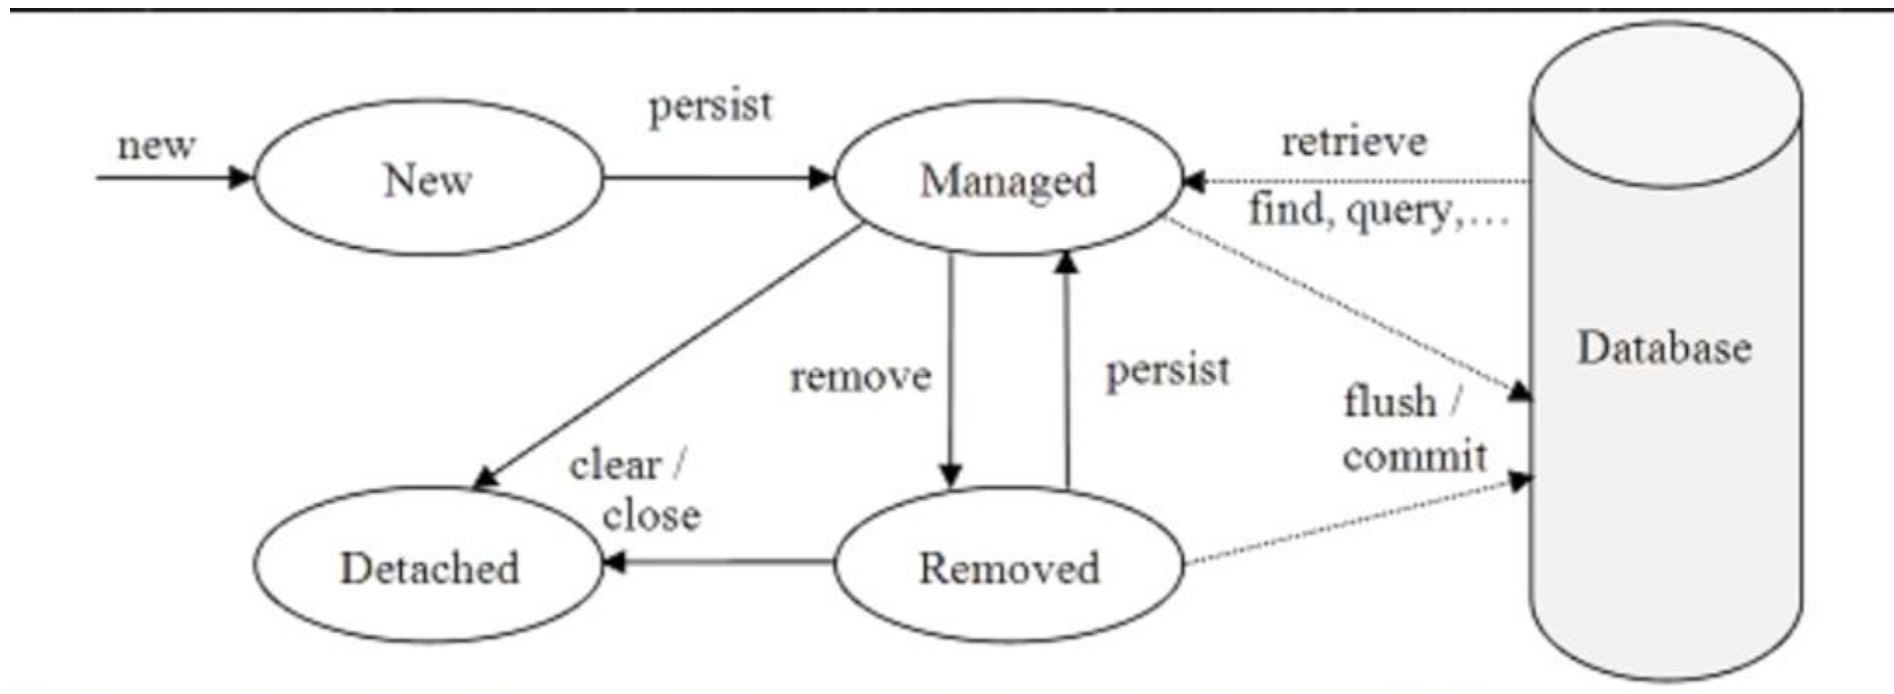 new
New
persist
Managed
retrieve
find, query,...
Database
remove
persist
flush /
commit
clear /
close
Detached
Removed